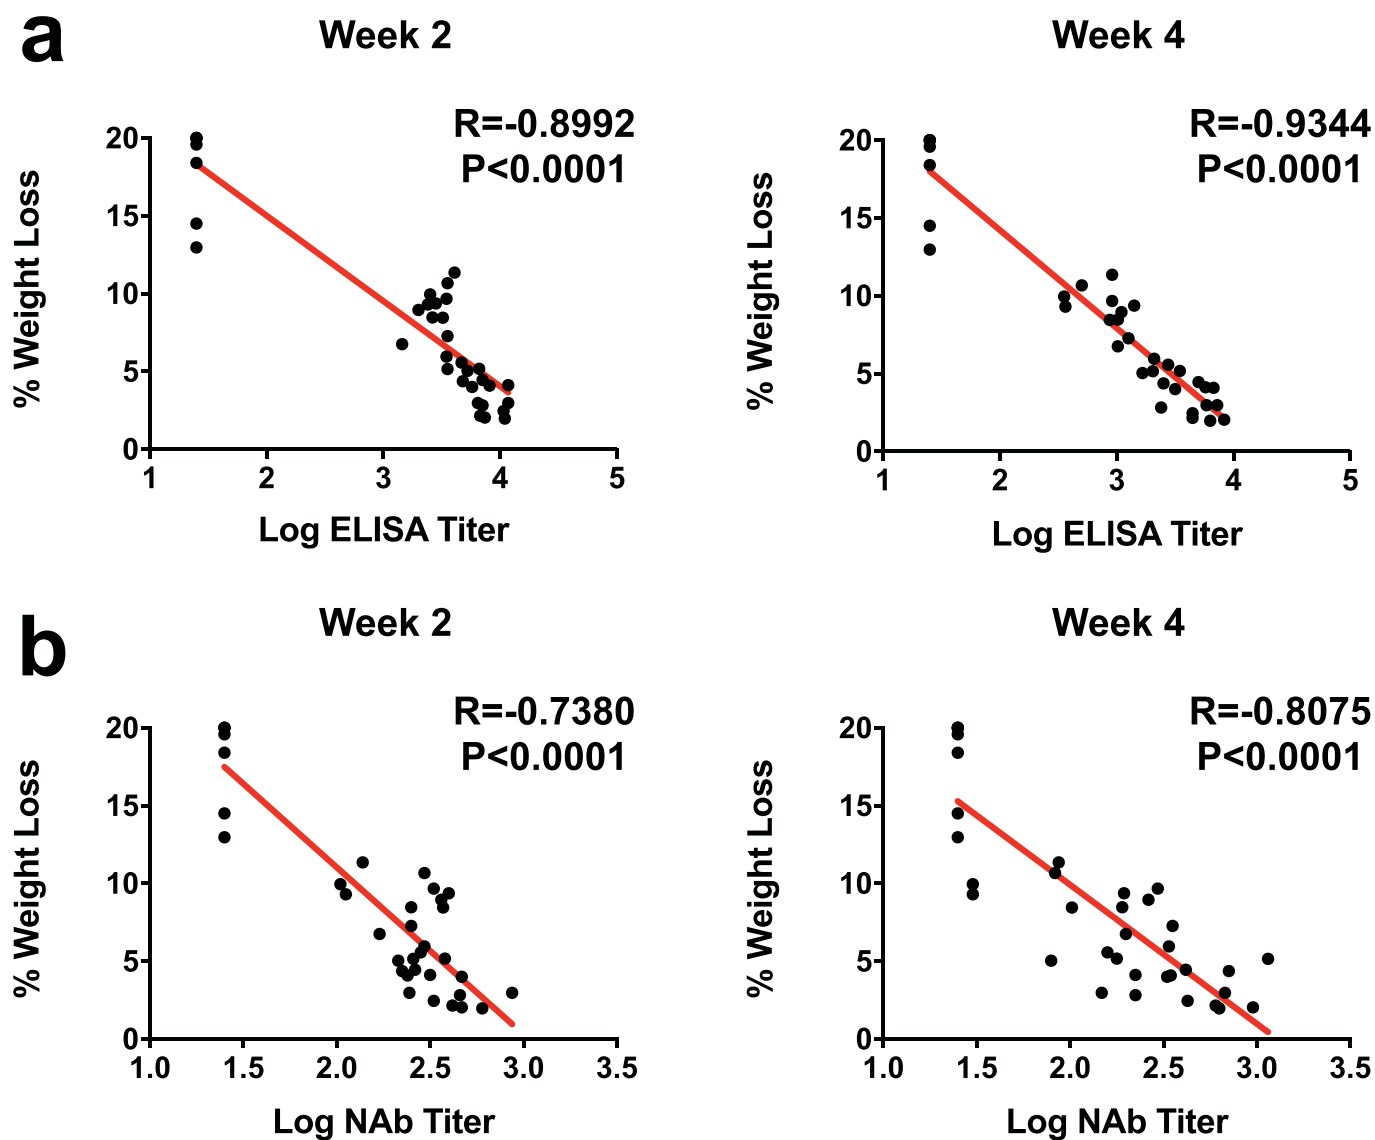 a
Week 2
R=-0.8992
P<0.0001
% Weight Loss
20
15
10
5
0
1 2 3 4 5
Log ELISA Titer
Week 4
R=-0.9344
P<0.0001
% Weight Loss
20
15
10
5
0
1 2 3 4 5
Log ELISA Titer
b
Week 2
R=-0.7380
P<0.0001
% Weight Loss
20
15
10
5
0
1.0 1.5 2.0 2.5 3.0 3.5
Log NAb Titer
Week 4
R=-0.8075
P<0.0001
% Weight Loss
20
15
10
5
0
1.0 1.5 2.0 2.5 3.0 3.5
Log NAb Titer